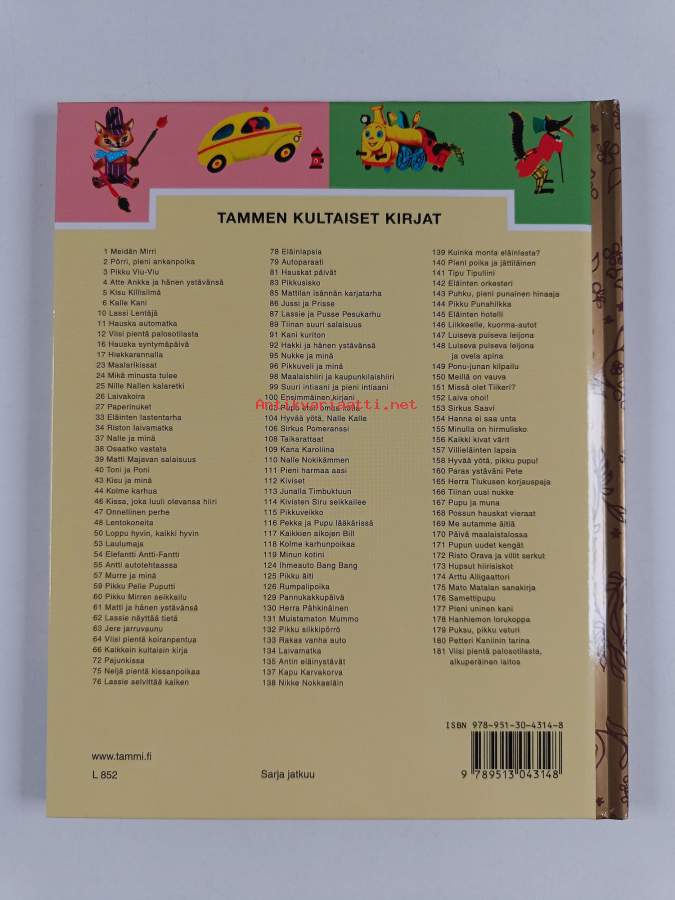 TAMMEN KULTAISET KIRJAT
1 Meidän Mirri
2 Pörri, pieni ankanpoika
3 Pikku Viu-Viu
4 Atte Ankka ja hänen ystävänsä
5 Kisu Killisilmä
6 Kalle Kani
10 Lassi Lentäjä
11 Hauska automatka
12 Viisi pientä palosotilasta
16 Hauska syntymäpäivä
17 Hiekkarannalla
23 Maalarikissat
24 Mikä minusta tulee
25 Nille Nallen kalaretki
26 Laivakoira
27 Paperinuket
33 Eläinten lastentarha
34 Riston laivamatka
37 Nalle ja minä
38 Osaatko vastata
39 Matti Majavan salaisuus
40 Toni ja Poni
43 Kisu ja minä
44 Kolme karhua
46 Kissa, joka luuli olevansa hiiri
47 Onnellinen perhe
48 Lentokoneita
50 Loppu hyvin, kaikki hyvin
53 Laulumaja
54 Elefantti Antti-Fantti
55 Antti autotehtaassa
57 Murre ja minä
59 Pikku Pelle Puputti
60 Pikku Mirren seikkailu
61 Matti ja hänen ystävänsä
62 Lassie näyttää tietä
63 Jere jarruvaunu
64 Viisi pientä koiranpentua
66 Kaikkein kultaisin kirja
72 Pajunkissa
75 Neljä pientä kissanpoikaa
76 Lassie selvittää kaiken
78 Eläinlapsia
79 Autoparaati
81 Hauskat päivät
83 Pikkusisko
85 Mattilan isännän karjatarha
86 Jussi ja Prisse
87 Lassie ja Pusse Pesukarhu
89 Tiinan suuri salaisuus
91 Kani kuriton
92 Hakki ja hänen ystävänsä
95 Nukke ja minä
96 Pikkuveli ja minä
98 Maalaishiiri ja kaupunkilaishiiri
99 Suuri intiaani ja pieni intiaani
100 Ensimmäinen kirjani
103 Pupu etsii omaa kotia
104 Hyvää yötä, Nalle Kalle
106 Sirkus Pomeranssi
108 Taikarattaat
109 Kana Karoliina
110 Nalle Nokikämmen
111 Pieni harmaa aasi
112 Kiviset
113 Junalla Timbuktuun
114 Kivisten Siru seikkailee
115 Pikkuveikko
116 Pekka ja Pupu lääkärissä
117 Kaikkien aikojen Bill
118 Kolme karhunpoikaa
119 Minun kotini
124 Ihmeauto Bang Bang
125 Pikku äiti
126 Rumpalipoika
129 Pannukakkupäivä
130 Herra Pähkinäinen
131 Muistamaton Mummo
132 Pikku silkkipörrö
133 Rakas vanha auto
134 Laivamatka
135 Antin eläinystävät
137 Kapu Karvakorva
138 Nikke Nokkaeläin
139 Kuinka monta eläinlasta?
140 Pieni poika ja jättiläinen
141 Tipu Tipuliini
142 Eläinten orkesteri
143 Puhku, pieni punainen hinaaja
144 Pikku Punahilkka
145 Eläinten hotelli
146 Liikkeelle, kuorma-autot
147 Luiseva puiseva leijona
148 Luiseva puiseva leijona
ja ovela apina
149 Ponu-junan kilpailu
150 Meillä on vauva
151 Missä olet Tiikeri?
152 Laiva ohoi!
153 Sirkus Saavi
154 Hanna ei saa unta
155 Minulla on hirmulisko
156 Kaikki kivat värit
157 Villieläinten lapsia
158 Hyvää yötä, pikku pupu!
160 Paras ystäväni Pete
165 Herra Tiukusen korjauspaja
166 Tiinan uusi nukke
167 Pupu ja muna
168 Possun hauskat vieraat
169 Me autamme äitiä
170 Päivä maalaistalossa
171 Pupun uudet kengät
172 Risto Orava ja villit serkut
173 Hupsut hiirisiskot
174 Arttu Alligaattori
175 Mato Matalan sanakirja
176 Samettipupu
177 Pieni uninen kani
178 Hanhiemon lorukoppa
179 Puksu, pikku veturi
180 Petteri Kaniinin tarina
181 Viisi pientä palosotilasta,
alkuperäinen laitos
Antikvariaatti.net
ISBN 978-951-30-4314-8
9 789513 043148
www.tammi.fi
L 852
Sarja jatkuu